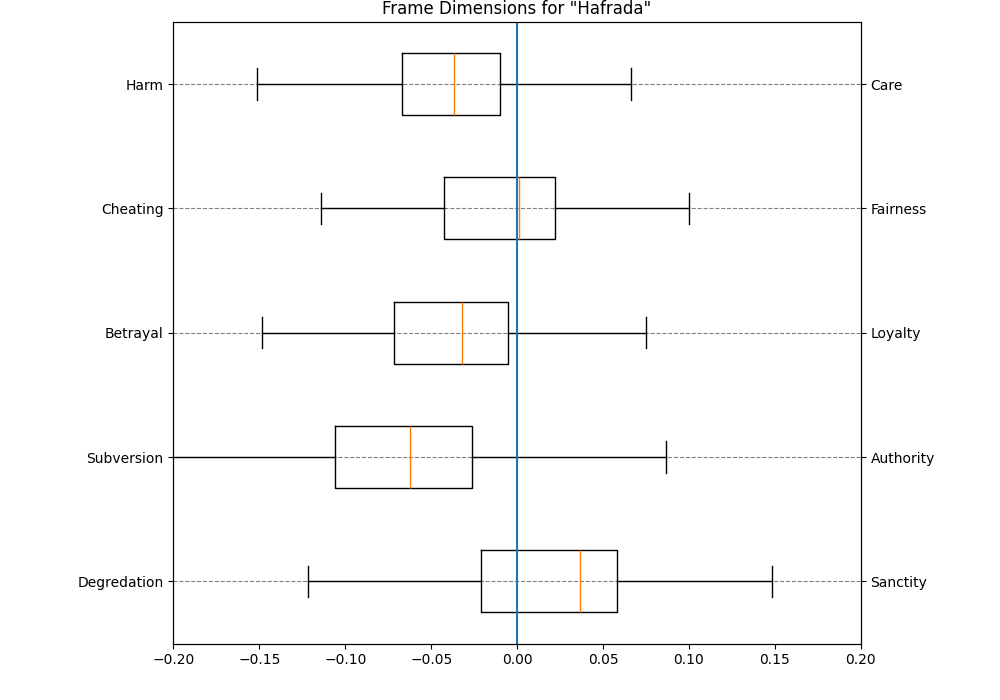 Frame Dimensions for "Hafrada"
Harm
Care
Cheating
Fairness
Betrayal
Loyalty
Subversion
Authority
Degredation
Sanctity
−0.20 −0.15 −0.10 −0.05 0.00 0.05 0.10 0.15 0.20